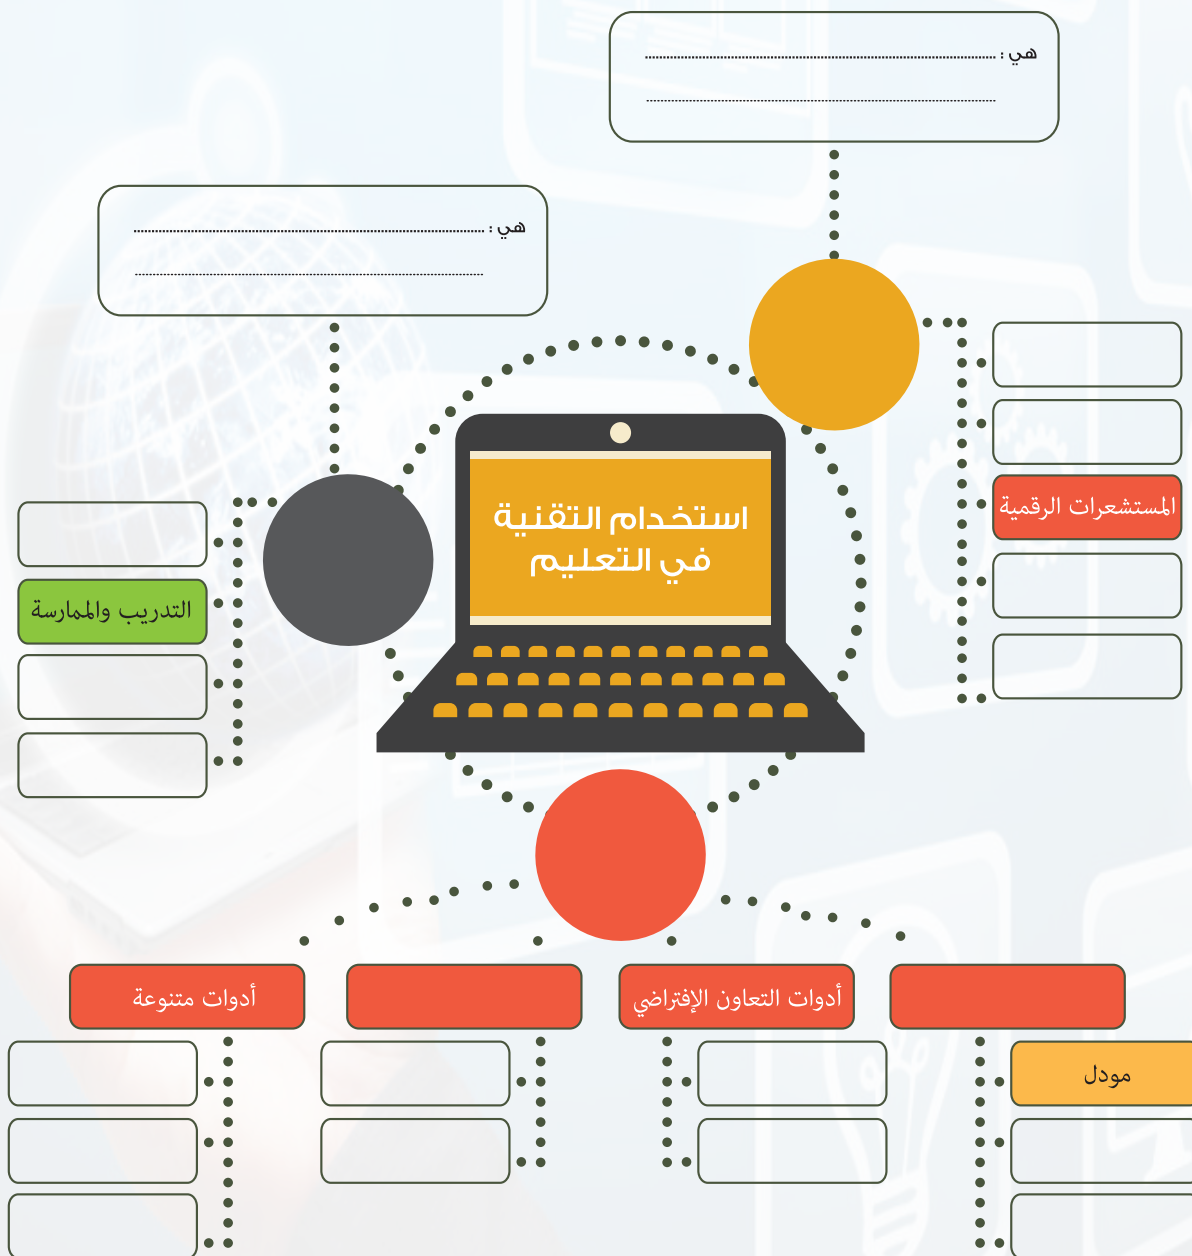 هي : ........................................................
........................................................
هي : ........................................................
........................................................
استخدام التقنية
في التعليم
المستشعرات الرقمية
التدريب والممارسة
أدوات التعاون الإفتراضي
أدوات متنوعة
مودل